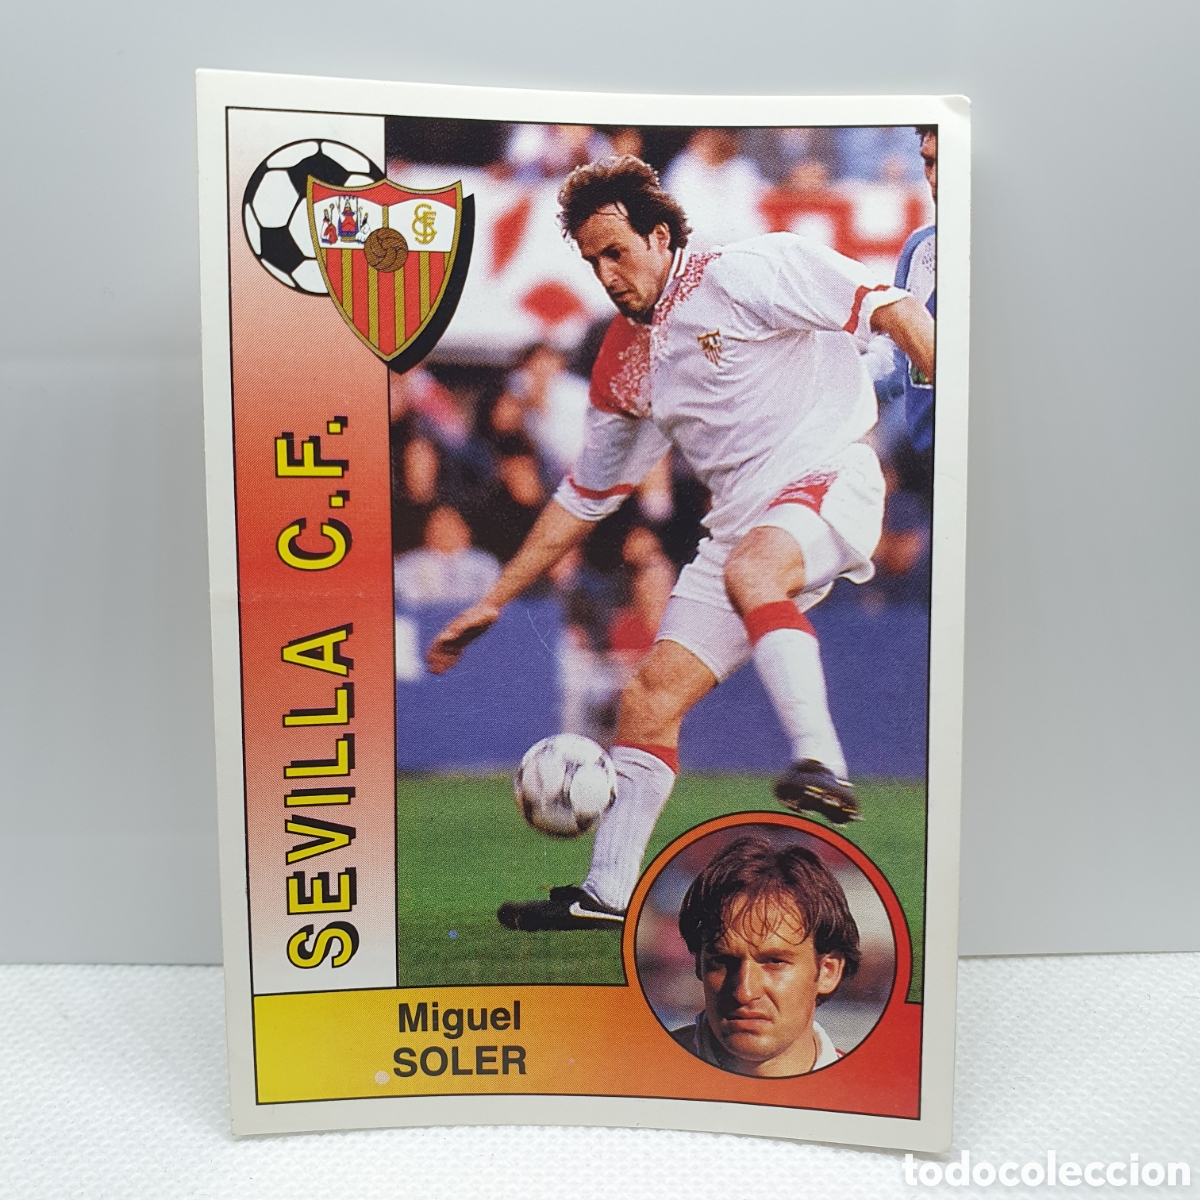 SEVILLA C.F.
Miguel
SOLER
todocoleccion